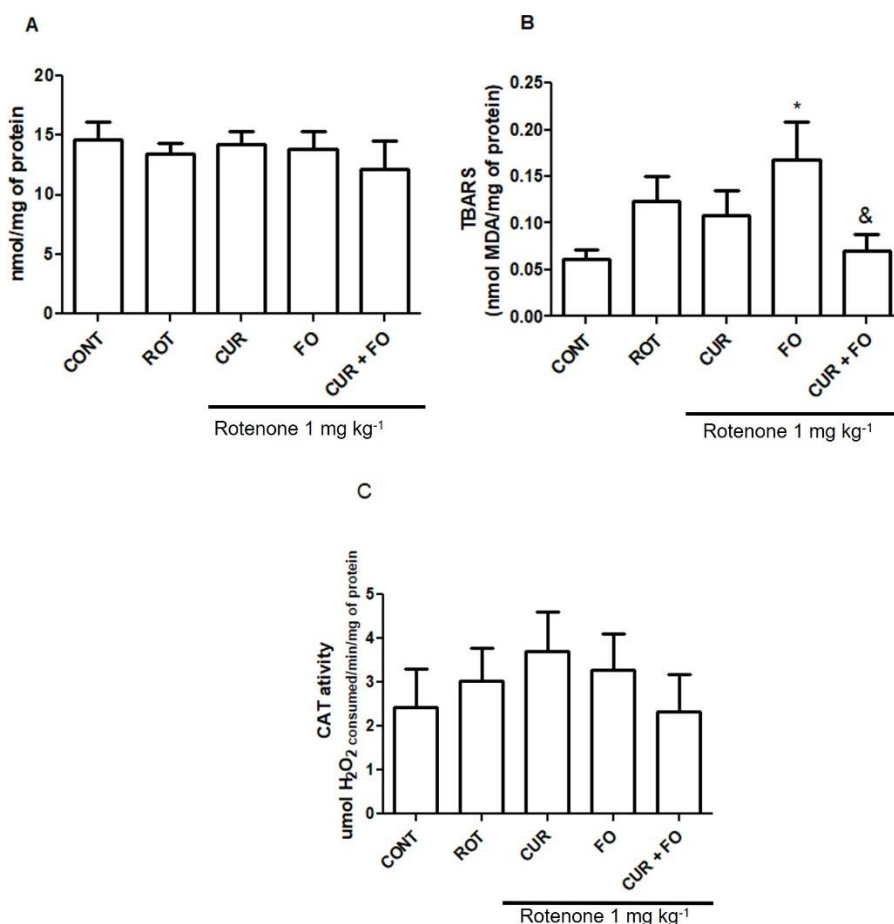 A
nmol/mg of protein
20
15
10
5
0
CONT
ROT
CUR
FO
CUR + FO
Rotenone 1 mg kg⁻¹
B
TBARS
(nmol MDA/mg of protein)
0.25
0.20
0.15
0.10
0.05
0.00
*
&
CONT
ROT
CUR
FO
CUR + FO
Rotenone 1 mg kg⁻¹
C
CAT ativity
umol H₂O₂ consumed/min/mg of protein
5
4
3
2
1
0
CONT
ROT
CUR
FO
CUR + FO
Rotenone 1 mg kg⁻¹